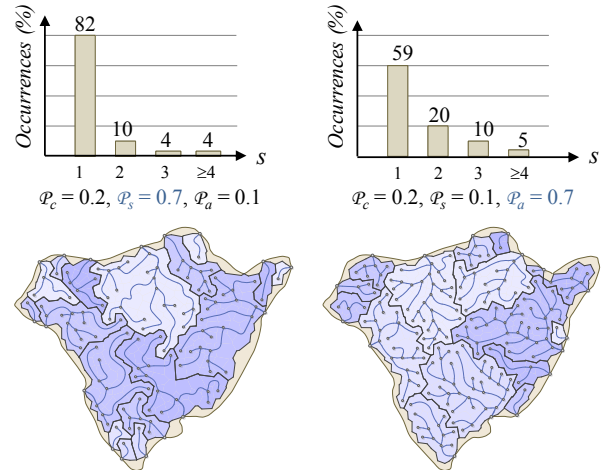 Occurrences (%)
82
10
4
4
1
2
3
≥4
s
𝒫c = 0.2, 𝒫s = 0.7, 𝒫a = 0.1
Occurrences (%)
59
20
10
5
1
2
3
≥4
s
𝒫c = 0.2, 𝒫s = 0.1, 𝒫a = 0.7